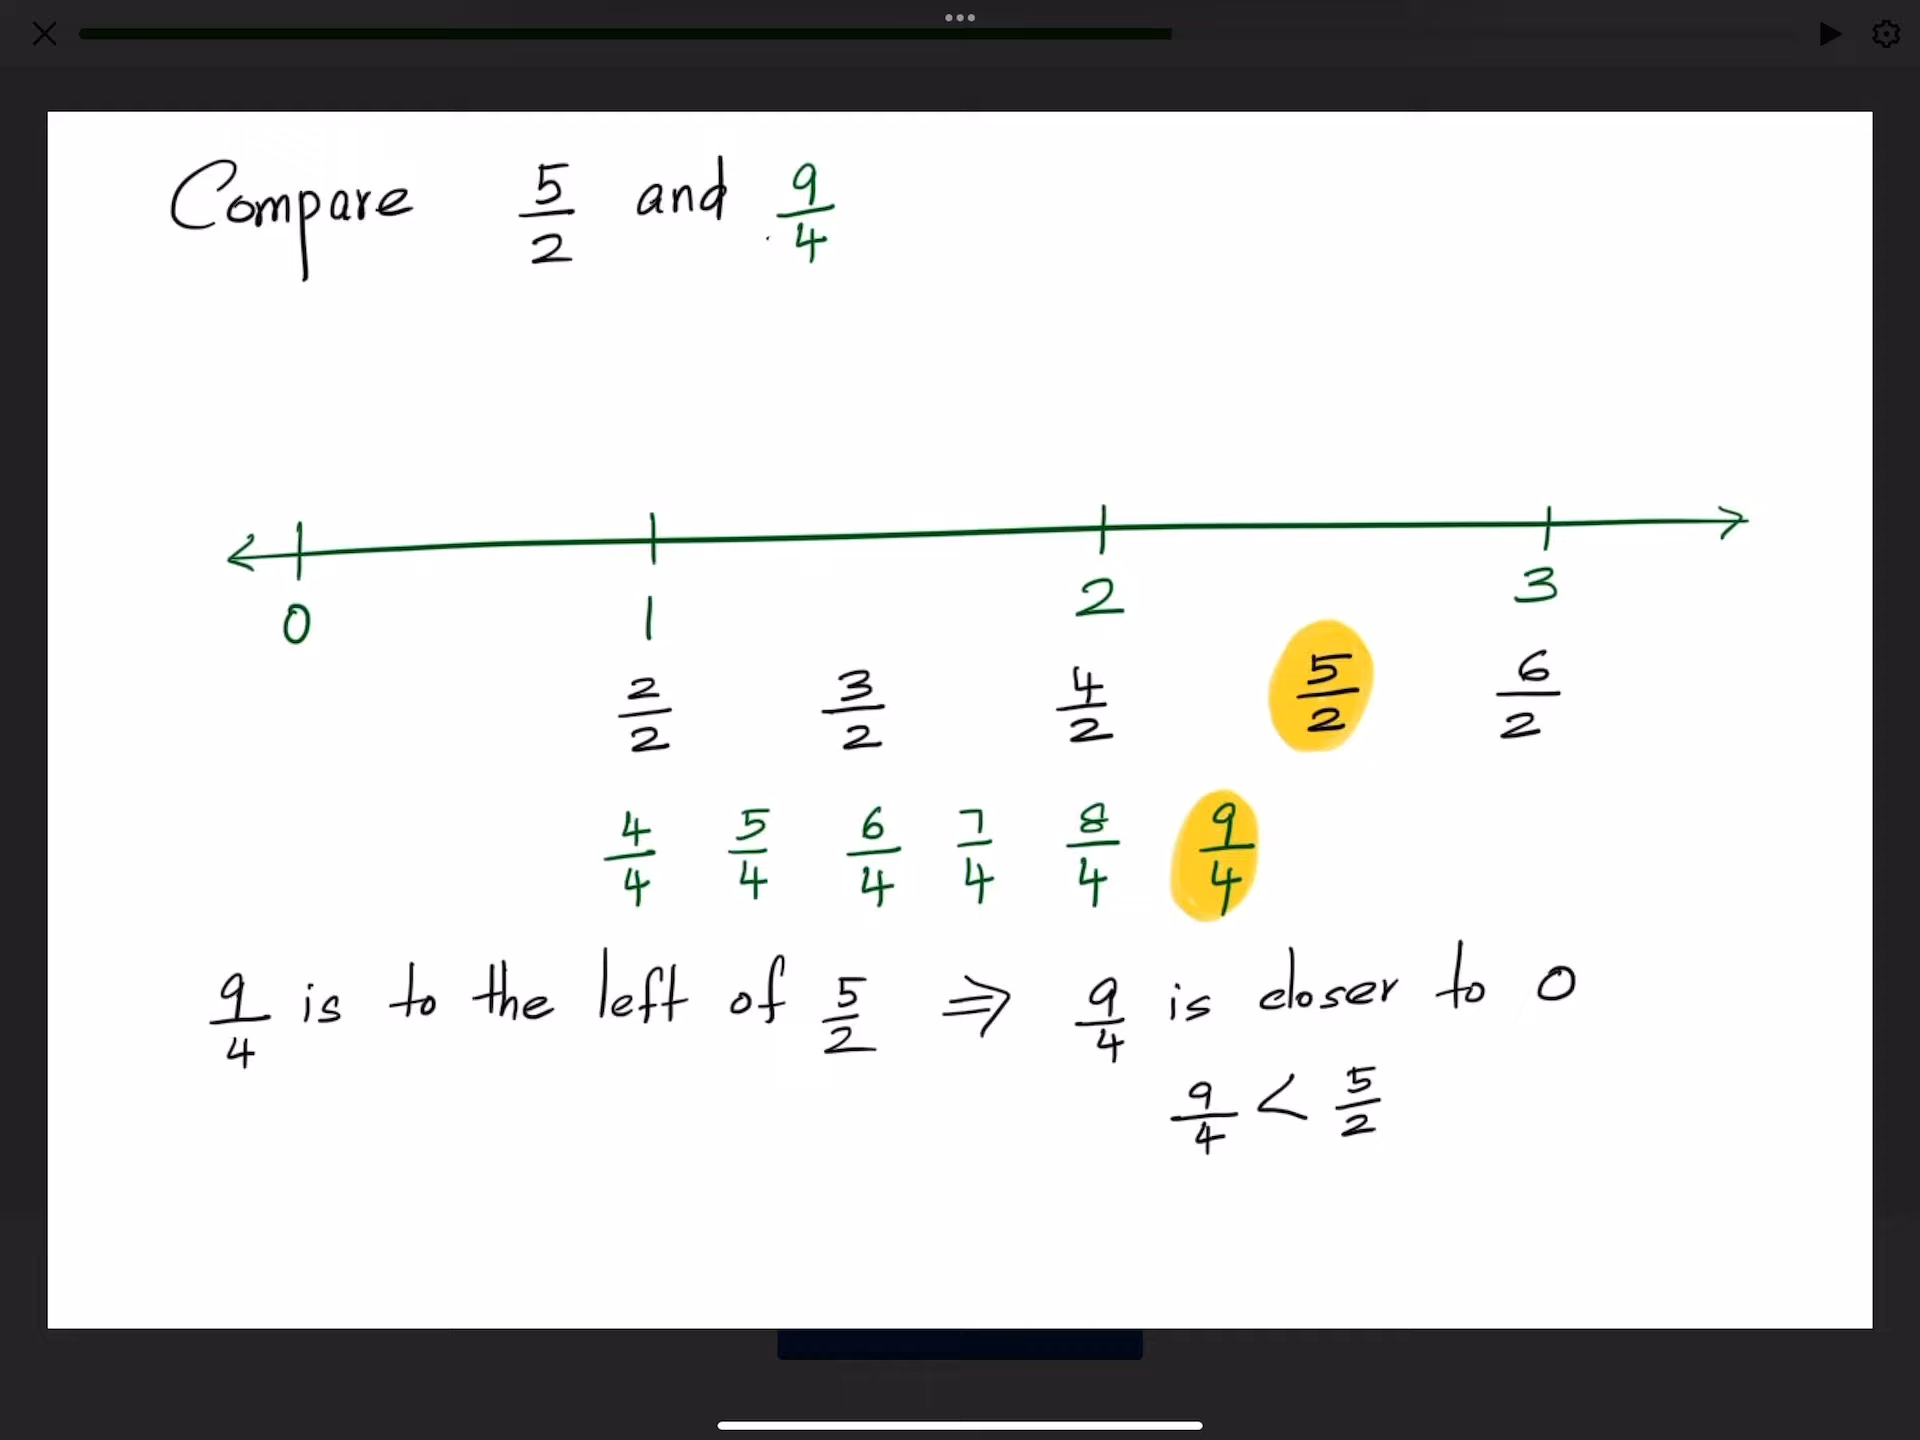 Compare 5/2 and 9/4
0 1 2 3
2/2 3/2 4/2 5/2 6/2
4/4 5/4 6/4 7/4 8/4 9/4
9/4 is to the left of 5/2 ⇒ 9/4 is closer to 0
9/4 < 5/2